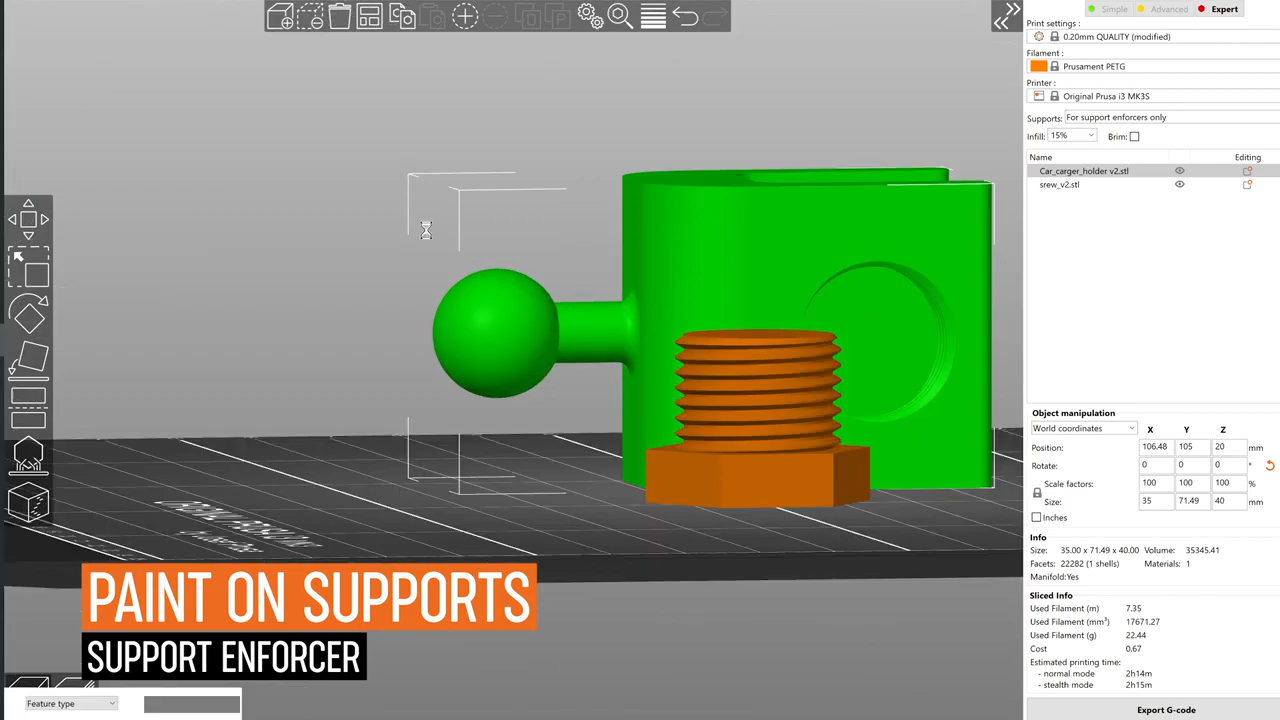 Simple Advanced Expert
Print settings :
0.20mm QUALITY (modified)
Filament :
Prusament PETG
Printer :
Original Prusa i3 MK3S
Supports: For support enforcers only
Infill: 15% Brim:
Name Editing
Car_carger_holder v2.stl
srew_v2.stl
Object manipulation
World coordinates X Y Z
Position: 106.48 105 20 mm
Rotate: 0 0 0 °
Scale factors: 100 100 100 %
Size: 35 71.49 40 mm
Inches
Info
Size: 35.00 x 71.49 x 40.00 Volume: 35345.41
Facets: 22282 (1 shells) Materials: 1
Manifold:Yes
Sliced Info
Used Filament (m) 7.35
Used Filament (mm³) 17671.27
Used Filament (g) 22.44
Cost 0.67
Estimated printing time:
- normal mode 2h14m
- stealth mode 2h15m
Export G-code
PAINT ON SUPPORTS
SUPPORT ENFORCER
Feature type